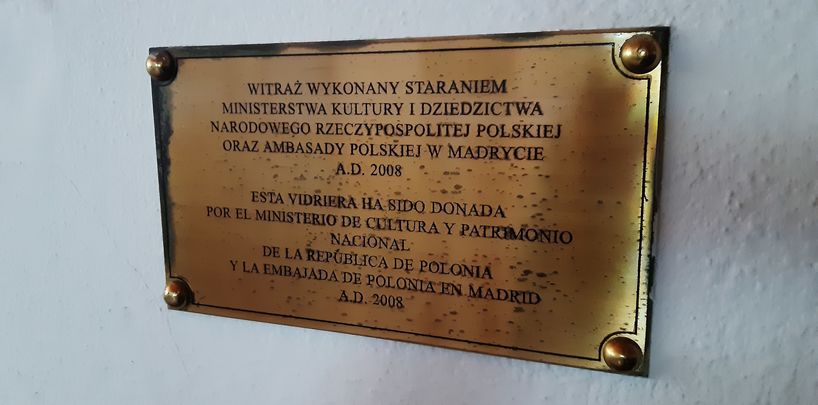 WITRAŻ WYKONANY STARANIEM
MINISTERSTWA KULTURY I DZIEDZICTWA
NARODOWEGO RZECZYPOSPOLITEJ POLSKIEJ
ORAZ AMBASADY POLSKIEJ W MADRYCIE
A.D. 2008
ESTA VIDRIERA HA SIDO DONADA
POR EL MINISTERIO DE CULTURA Y PATRIMONIO
NACIONAL
DE LA REPÚBLICA DE POLONIA
Y LA EMBAJADA DE POLONIA EN MADRID
A.D. 2008